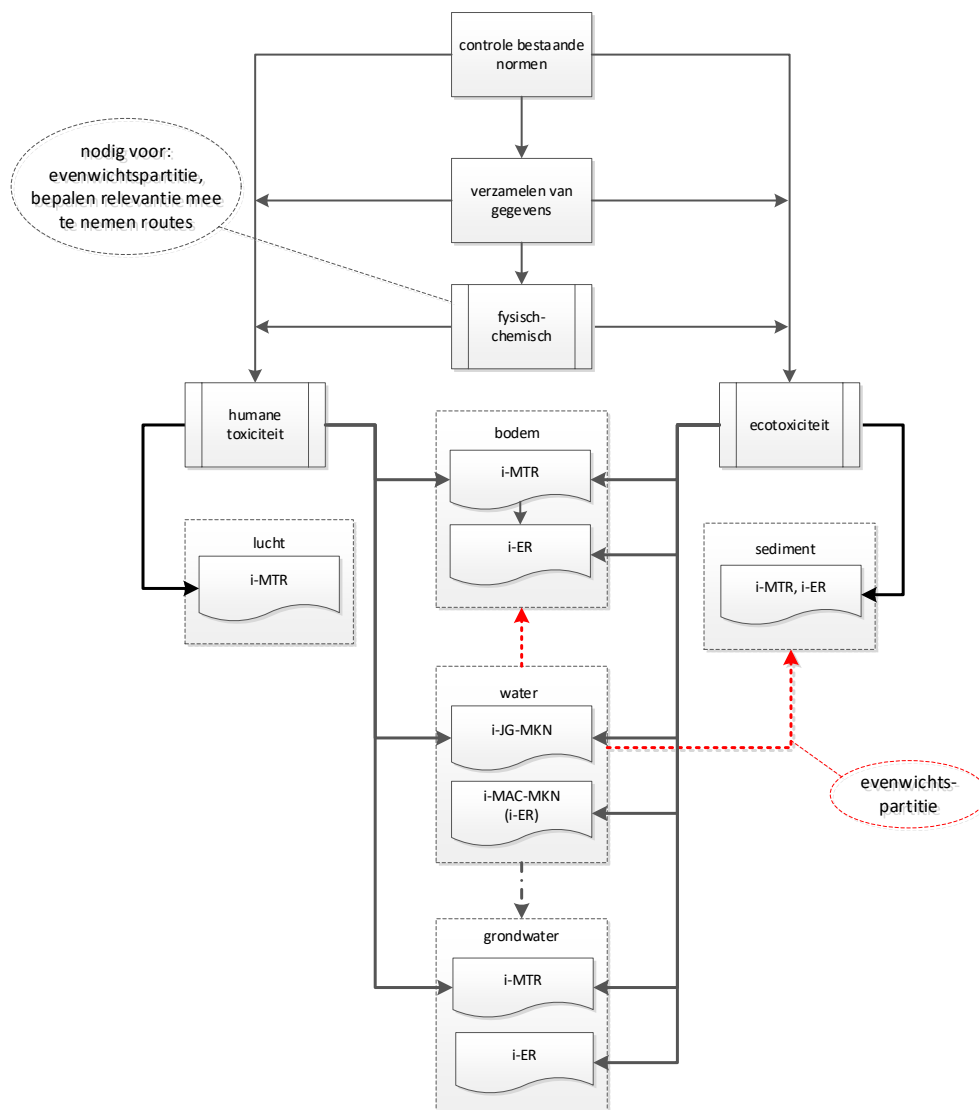 controle bestaande
normen
nodig voor:
evenwichtspartitie,
bepalen relevantie mee
te nemen routes
verzamelen van
gegevens
fysisch-
chemisch
humane
toxiciteit
ecotoxiciteit
bodem
i-MTR
i-ER
lucht
i-MTR
sediment
i-MTR, i-ER
water
i-JG-MKN
i-MAC-MKN
(i-ER)
evenwichts-
partitie
grondwater
i-MTR
i-ER